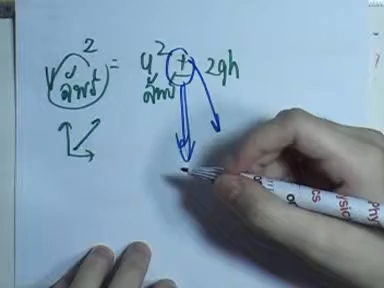 v² = u² ± 2gh
ลัพธ์ ลัพธ์